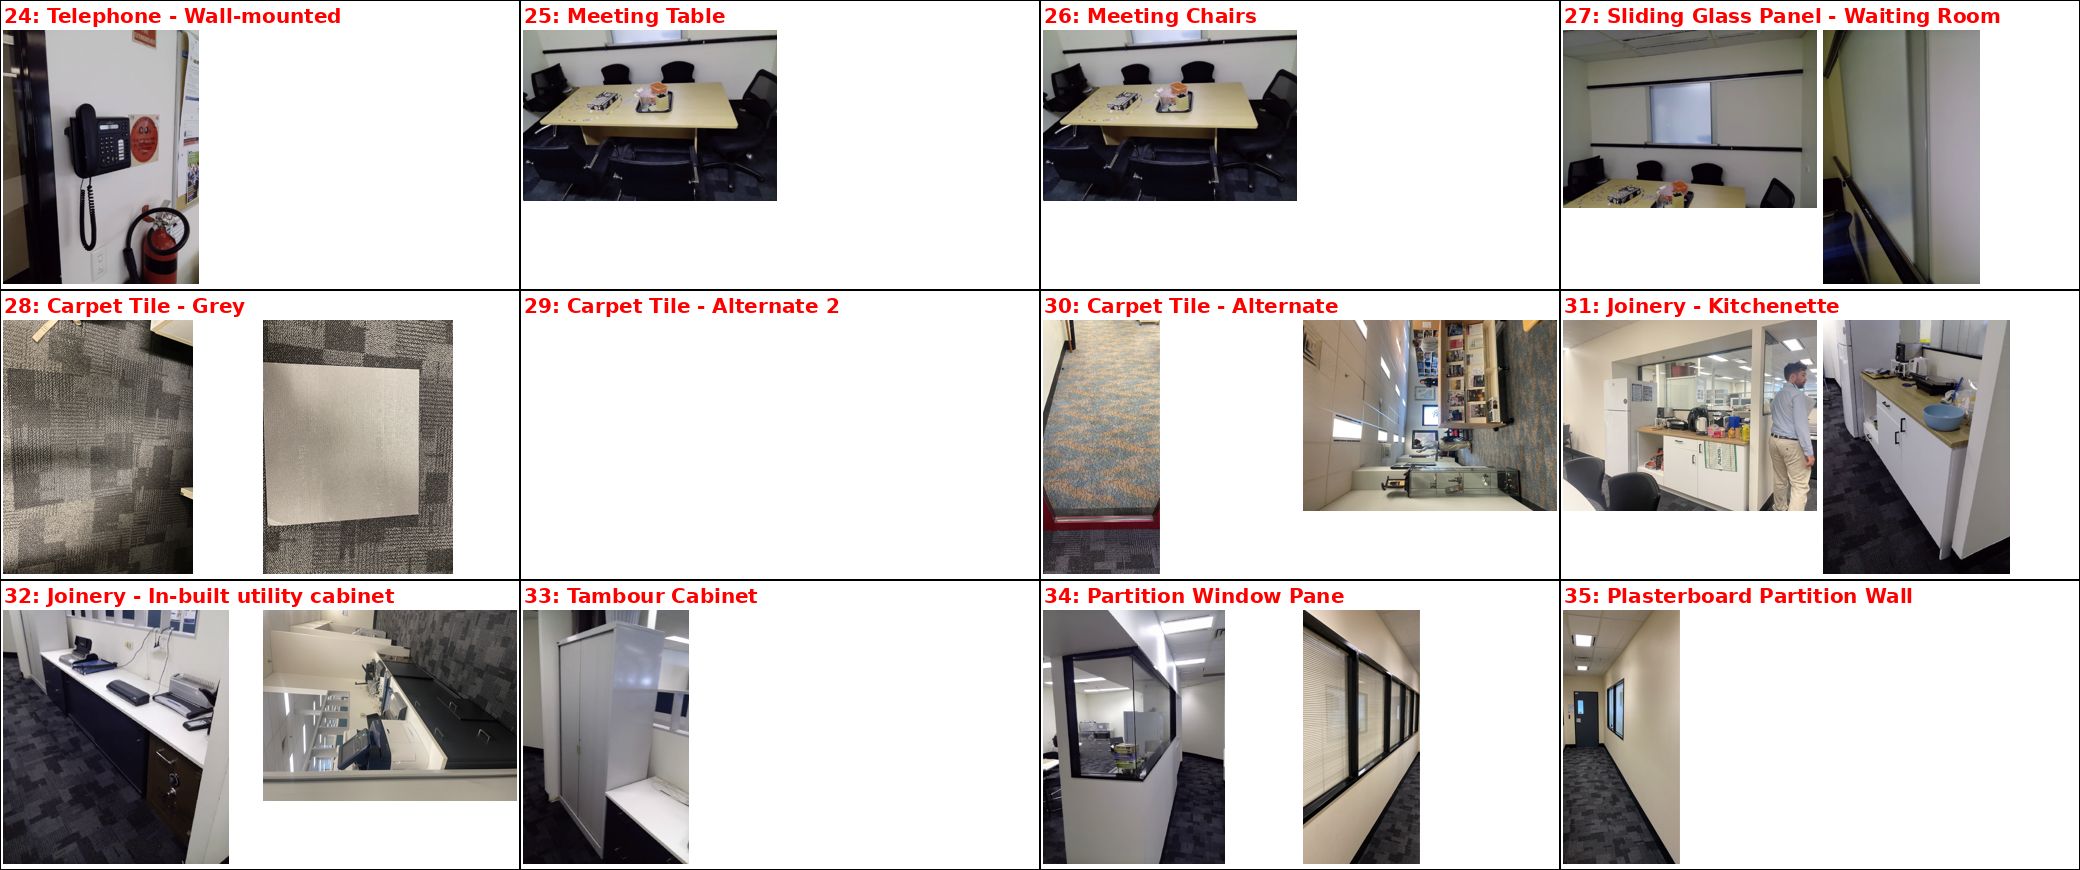 24: Telephone - Wall-mounted
25: Meeting Table
26: Meeting Chairs
27: Sliding Glass Panel - Waiting Room
28: Carpet Tile - Grey
29: Carpet Tile - Alternate 2
30: Carpet Tile - Alternate
31: Joinery - Kitchenette
32: Joinery - In-built utility cabinet
33: Tambour Cabinet
34: Partition Window Pane
35: Plasterboard Partition Wall